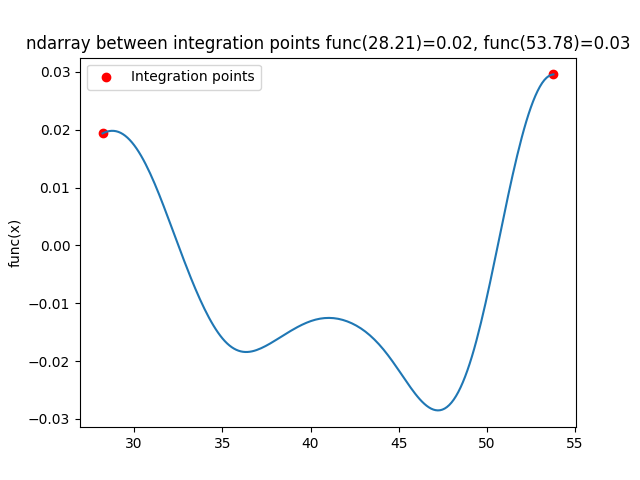 ndarray between integration points func(28.21)=0.02, func(53.78)=0.03
Integration points
func(x)
0.03
0.02
0.01
0.00
−0.01
−0.02
−0.03
30 35 40 45 50 55